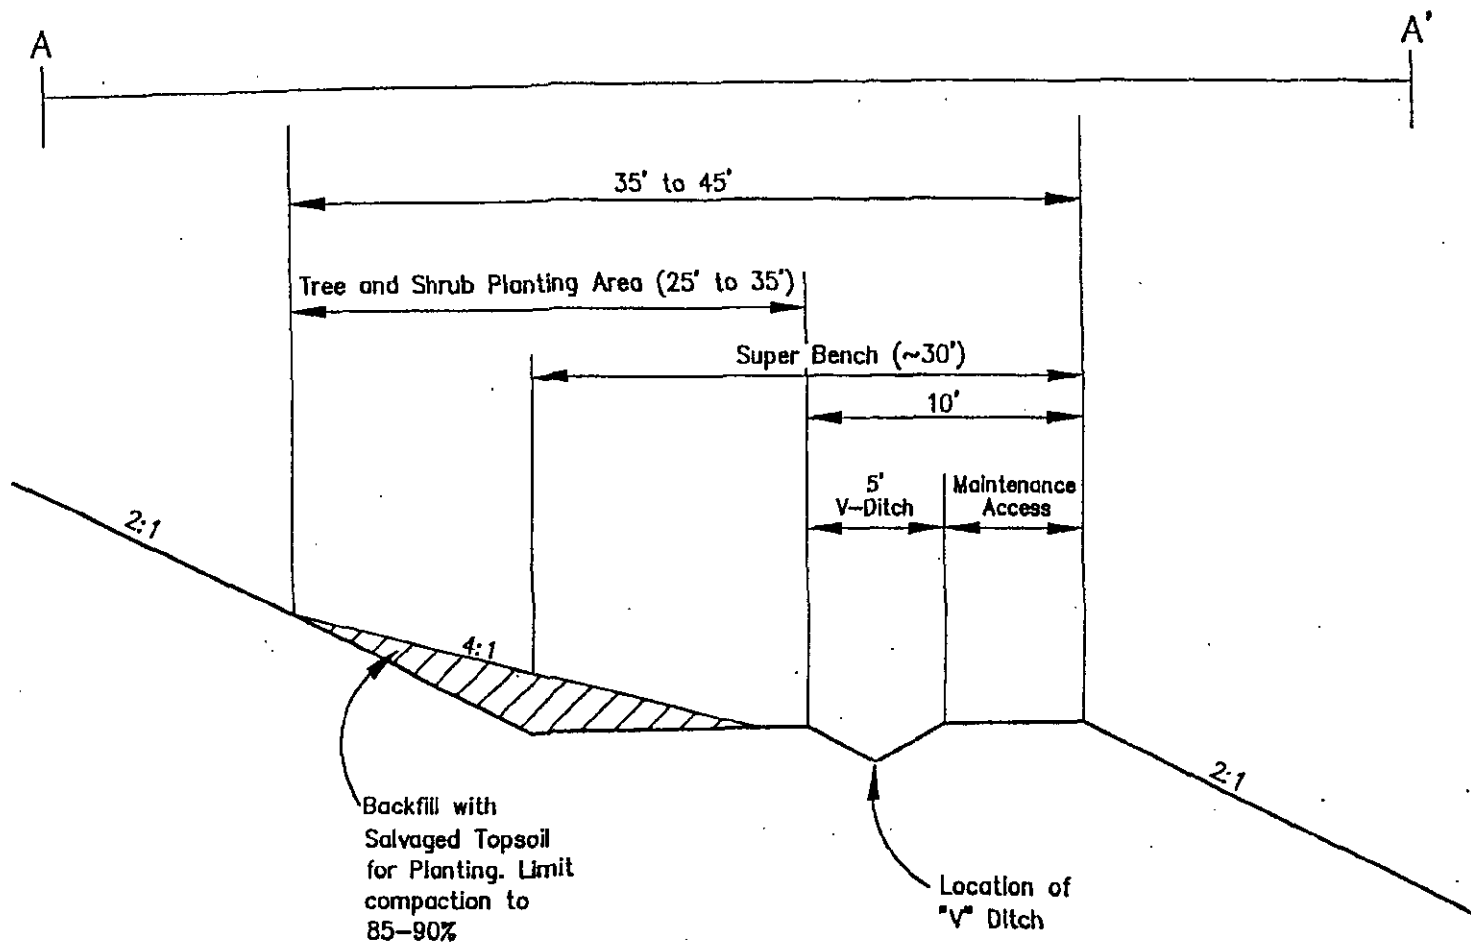 A
A'
35' to 45'
Tree and Shrub Planting Area (25' to 35')
Super Bench (~30')
10'
5'
V-Ditch
Maintenance
Access
2:1
4:1
2:1
Backfill with
Salvaged Topsoil
for Planting. Limit
compaction to
85-90%
Location of
"V" Ditch